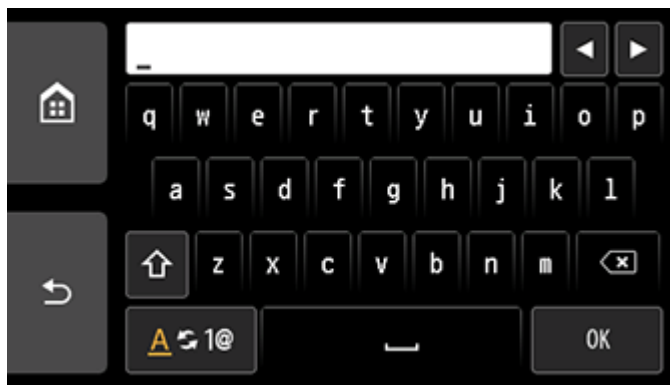 _
q w e r t y u i o p
a s d f g h j k l
z x c v b n m
A 1@ OK